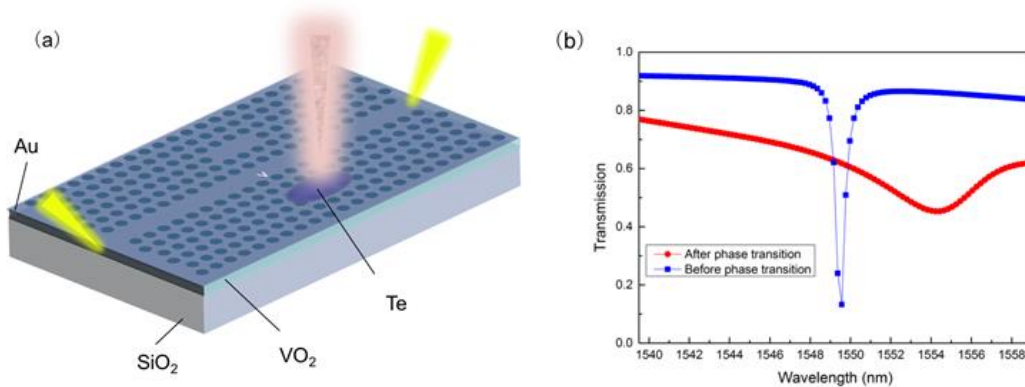 (a)
Au
SiO₂
VO₂
Te
(b)
1.0
0.8
0.6
0.4
0.2
0.0
Transmission
After phase transition
Before phase transition
1540 1542 1544 1546 1548 1550 1552 1554 1556 1558
Wavelength (nm)